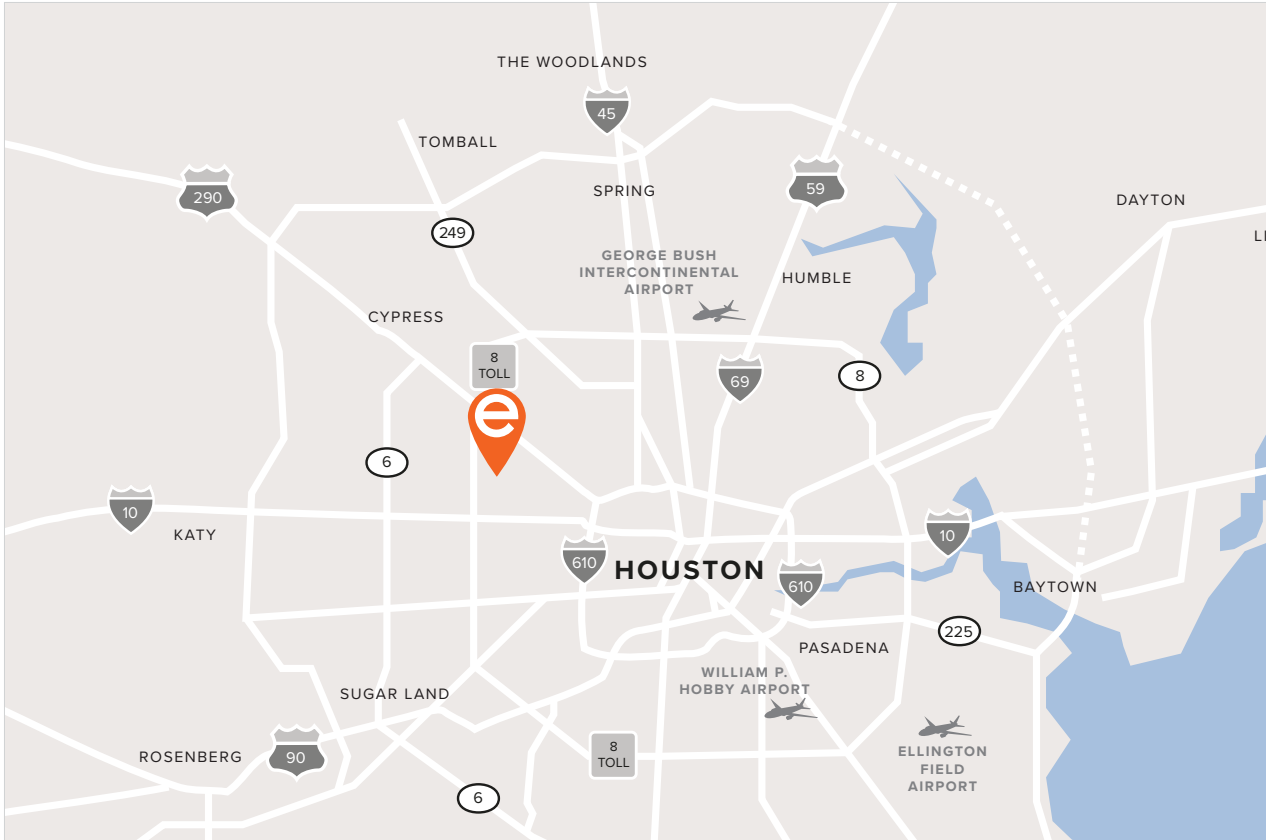 THE WOODLANDS
45
TOMBALL
290
SPRING
59
DAYTON
249
LE
GEORGE BUSH
INTERCONTINENTAL
AIRPORT
HUMBLE
CYPRESS
8
TOLL
69
8
e
6
10
KATY
610
HOUSTON
610
10
BAYTOWN
225
PASADENA
WILLIAM P.
HOBBY AIRPORT
SUGAR LAND
ROSENBERG
90
8
TOLL
ELLINGTON
FIELD
AIRPORT
6